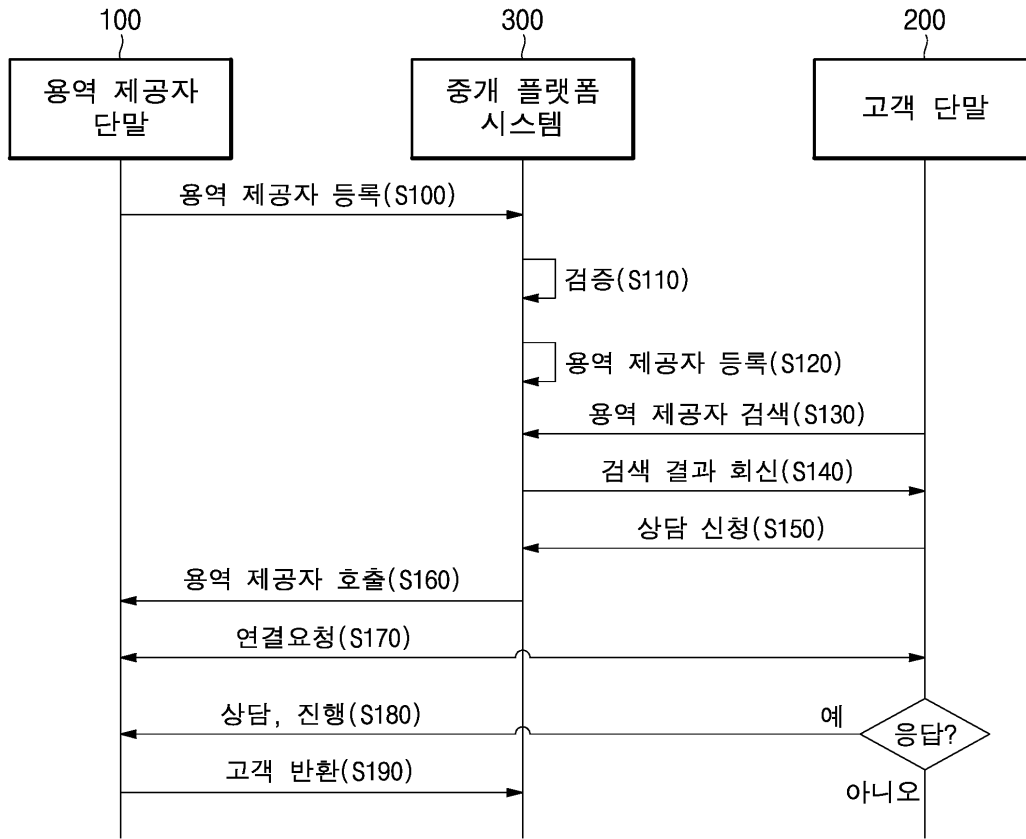 100
300
200
용역 제공자
단말
중개 플랫폼
시스템
고객 단말
용역 제공자 등록(S100)
검증(S110)
용역 제공자 등록(S120)
용역 제공자 검색(S130)
검색 결과 회신(S140)
상담 신청(S150)
용역 제공자 호출(S160)
연결요청(S170)
상담, 진행(S180)
예
응답?
고객 반환(S190)
아니오